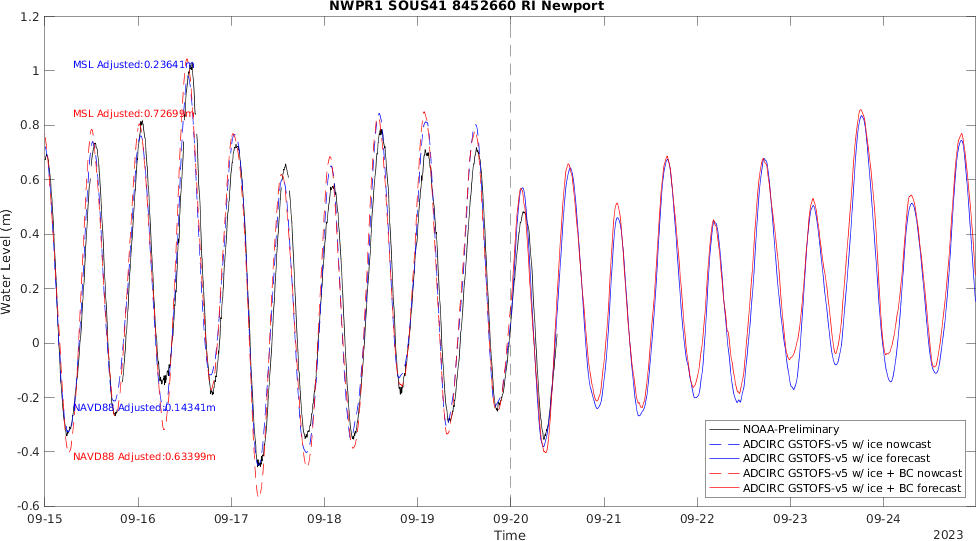 NWPR1 SOUS41 8452660 RI Newport
1.2
1
0.8
0.6
0.4
0.2
0
-0.2
-0.4
-0.6
Water Level (m)
MSL Adjusted:0.23641m
MSL Adjusted:0.72699m
NAVD88 Adjusted:0.14341m
NAVD88 Adjusted:0.63399m
NOAA-Preliminary
ADCIRC GSTOFS-v5 w/ ice nowcast
ADCIRC GSTOFS-v5 w/ ice forecast
ADCIRC GSTOFS-v5 w/ ice + BC nowcast
ADCIRC GSTOFS-v5 w/ ice + BC forecast
09-15 09-16 09-17 09-18 09-19 09-20 09-21 09-22 09-23 09-24
Time
2023